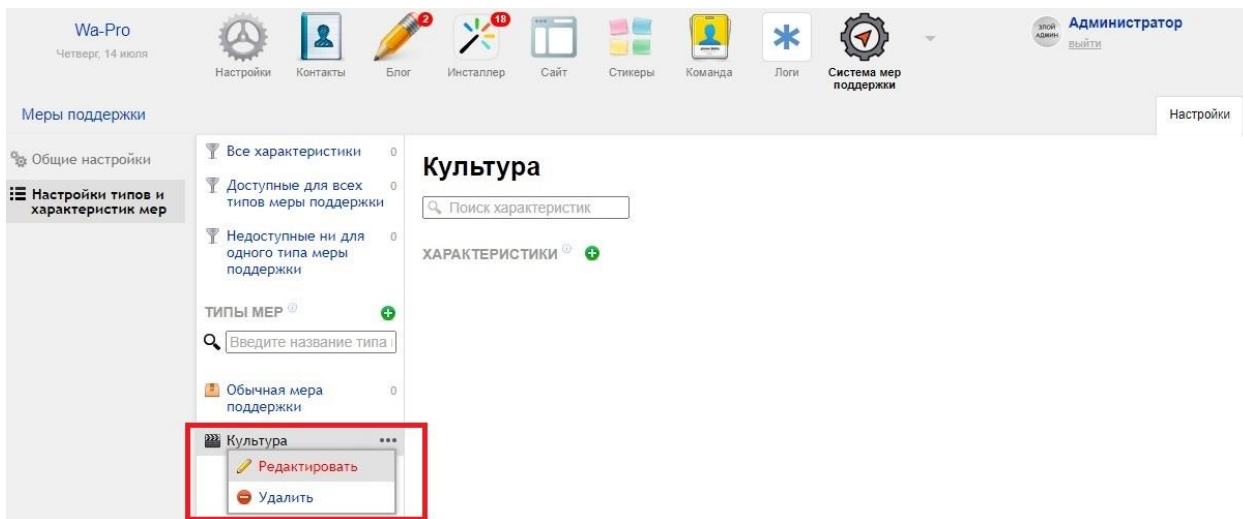 Wa-Pro
Четверг, 14 июля
Настройки
Контакты
2
Блог
18
Инсталлер
Сайт
Стикеры
Команда
Логи
Система мер
поддержки
злой
админ
Администратор
выйти
Меры поддержки
Настройки
Общие настройки
Настройки типов и
характеристик мер
Все характеристики 0
Доступные для всех 0
типов меры поддержки
Недоступные ни для 0
одного типа меры
поддержки
ТИПЫ МЕР
Введите название типа
Обычная мера 0
поддержки
Культура
Редактировать
Удалить
Культура
Поиск характеристик
ХАРАКТЕРИСТИКИ